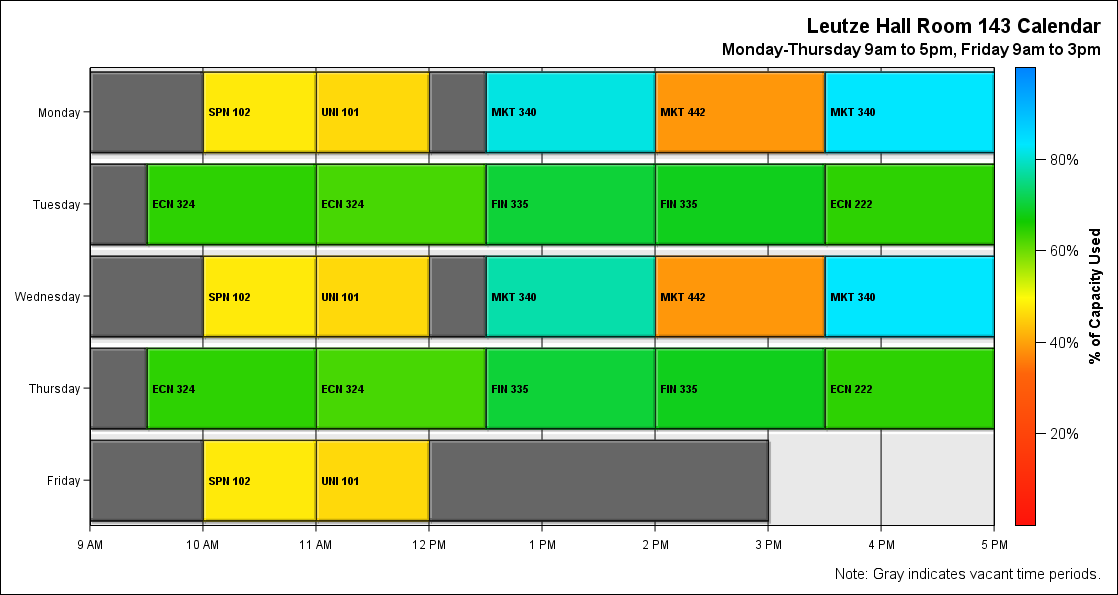 Leutze Hall Room 143 Calendar
Monday-Thursday 9am to 5pm, Friday 9am to 3pm
Monday
SPN 102
UNI 101
MKT 340
MKT 442
MKT 340
Tuesday
ECN 324
ECN 324
FIN 335
FIN 335
ECN 222
Wednesday
SPN 102
UNI 101
MKT 340
MKT 442
MKT 340
Thursday
ECN 324
ECN 324
FIN 335
FIN 335
ECN 222
Friday
SPN 102
UNI 101
9 AM
10 AM
11 AM
12 PM
1 PM
2 PM
3 PM
4 PM
5 PM
80%
60%
40%
20%
% of Capacity Used
Note: Gray indicates vacant time periods.